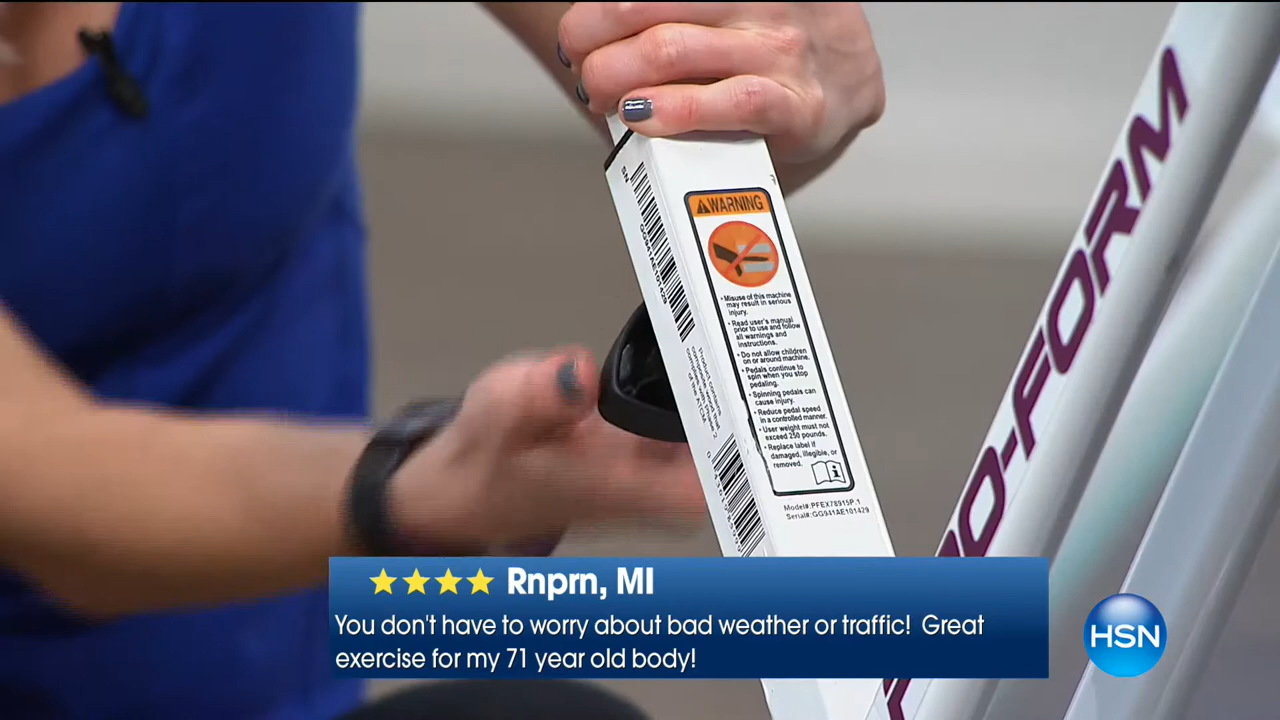 WARNING
• Misuse of this machine
may result in serious
injury.
• Read user's manual
prior to use and follow
all warnings and
instructions.
• Do not allow children
on or around machine.
• Pedals continue to
spin when you stop
pedaling.
• Spinning pedals can
cause injury.
• Reduce pedal speed
in a controlled manner.
• User weight must not
exceed 250 pounds.
• Replace label if
damaged, illegible, or
removed.
Model#:PFEX78915P.1
Serial#:GG941AE101429
SN
GG941AE101429
O-FORM
★★★★ Rnprn, MI
You don't have to worry about bad weather or traffic! Great
exercise for my 71 year old body!
HSN